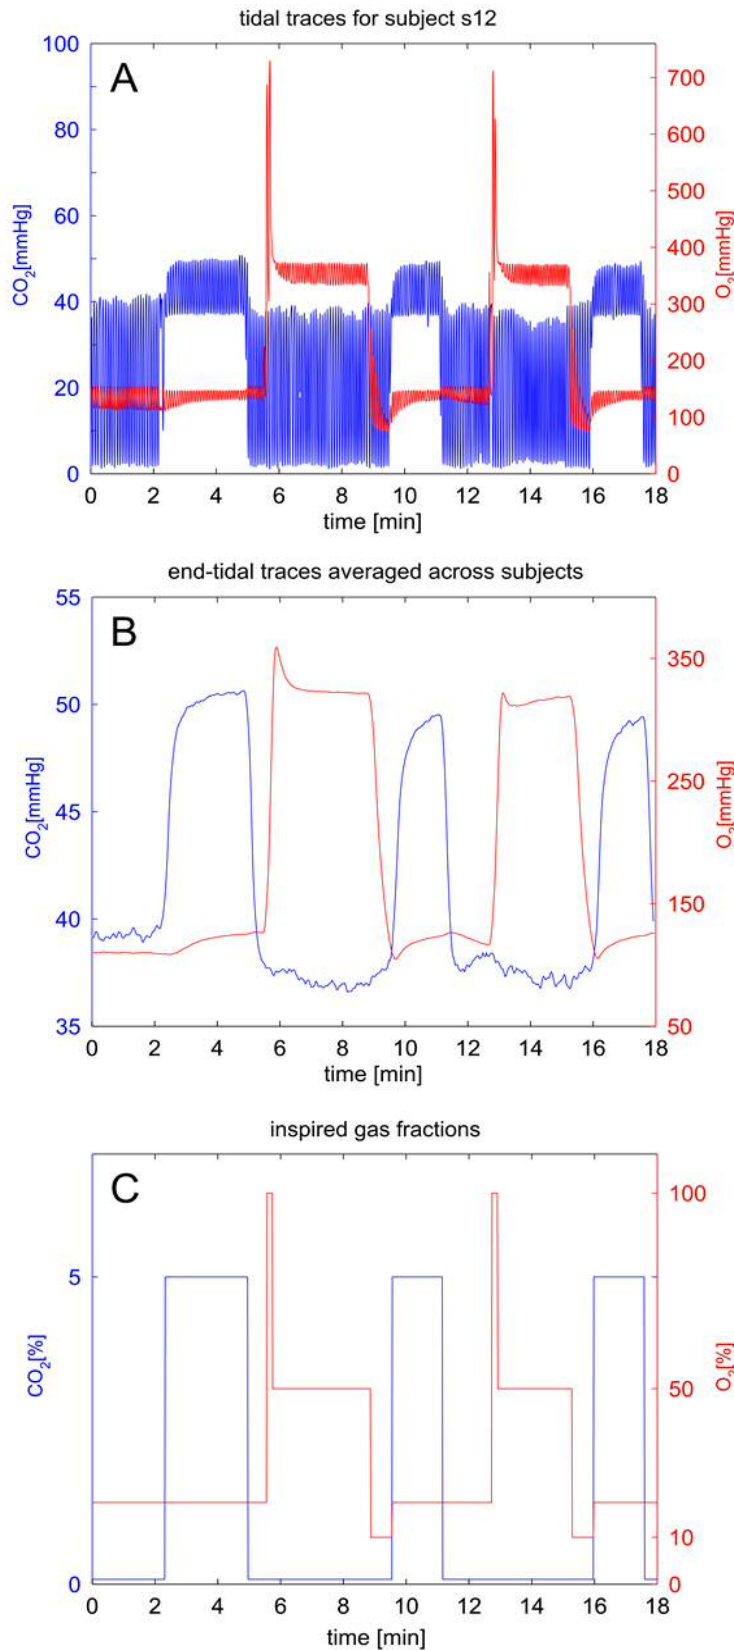 tidal traces for subject s12
A
CO2[mmHg]
100
80
60
40
20
0
O2[mmHg]
700
600
500
400
300
200
100
0
0 2 4 6 8 10 12 14 16 18
time [min]
end-tidal traces averaged across subjects
B
CO2[mmHg]
55
50
45
40
35
O2[mmHg]
350
250
150
50
0 2 4 6 8 10 12 14 16 18
time [min]
inspired gas fractions
C
CO2[%]
5
0
O2[%]
100
50
10
0
0 2 4 6 8 10 12 14 16 18
time [min]